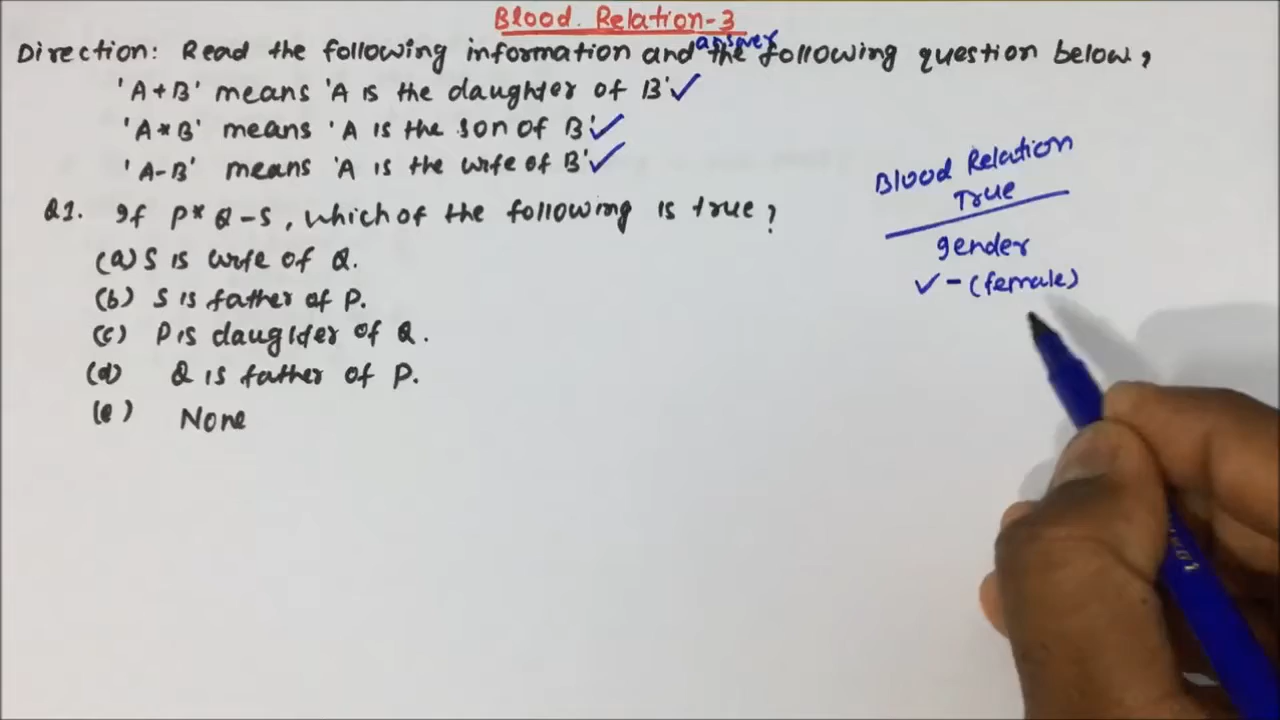 Blood Relation-3
Direction: Read the following information and answer the following question below,
'A+B' means 'A is the daughter of B' ✓
'A*B' means 'A is the son of B' ✓
'A-B' means 'A is the wife of B' ✓
Q1. If P* Q-S, which of the following is true?
(a) S is wife of Q.
(b) S is father of P.
(c) P is daughter of Q.
(d) Q is father of P.
(e) None
Blood Relation
True
gender
✓ - (female)